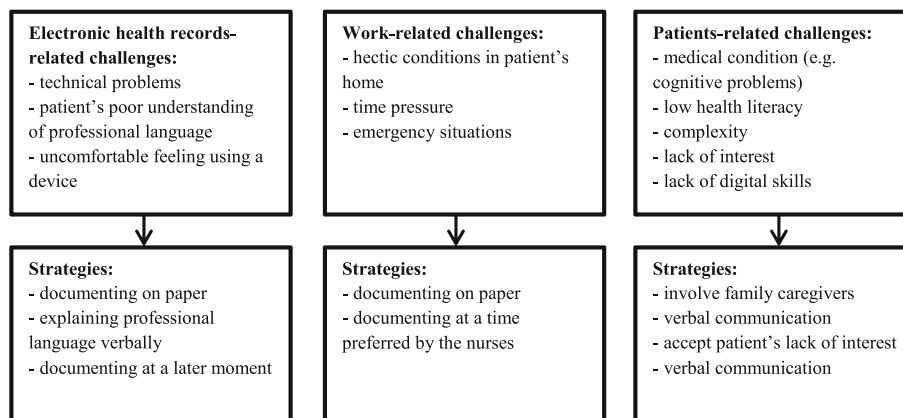 Electronic health records-
related challenges:
- technical problems
- patient's poor understanding
of professional language
- uncomfortable feeling using a
device
Work-related challenges:
- hectic conditions in patient's
home
- time pressure
- emergency situations
Patients-related challenges:
- medical condition (e.g.
cognitive problems)
- low health literacy
- complexity
- lack of interest
- lack of digital skills
Strategies:
- documenting on paper
- explaining professional
language verbally
- documenting at a later moment
Strategies:
- documenting on paper
- documenting at a time
preferred by the nurses
Strategies:
- involve family caregivers
- verbal communication
- accept patient's lack of interest
- verbal communication